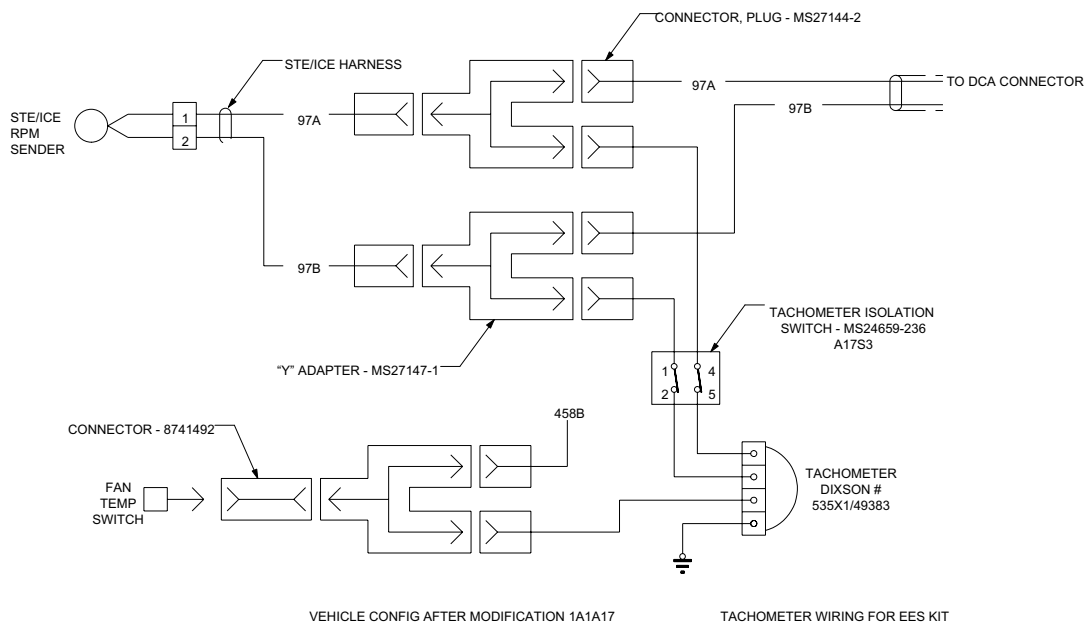 CONNECTOR, PLUG - MS27144-2
STE/ICE HARNESS
97A
TO DCA CONNECTOR
STE/ICE
RPM
SENDER
1
2
97A
97B
97B
TACHOMETER ISOLATION
SWITCH - MS24659-236
A17S3
"Y" ADAPTER - MS27147-1
1
4
2
5
458B
CONNECTOR - 8741492
FAN
TEMP
SWITCH
TACHOMETER
DIXSON #
535X1/49383
VEHICLE CONFIG AFTER MODIFICATION 1A1A17
TACHOMETER WIRING FOR EES KIT